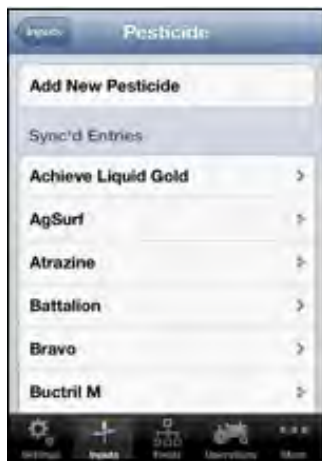 Inputs
Pesticide
Add New Pesticide
Sync'd Entries
Achieve Liquid Gold
AgSurf
Atrazine
Battalion
Bravo
Buctril M
Settings
Inputs
Fields
Operations
More